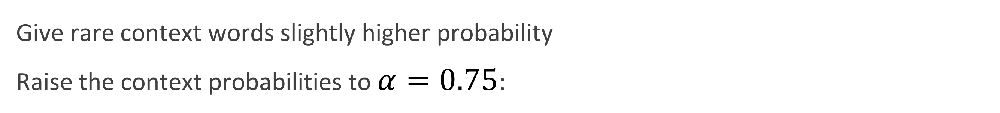 Give rare context words slightly higher probability
Raise the context probabilities to α = 0.75: